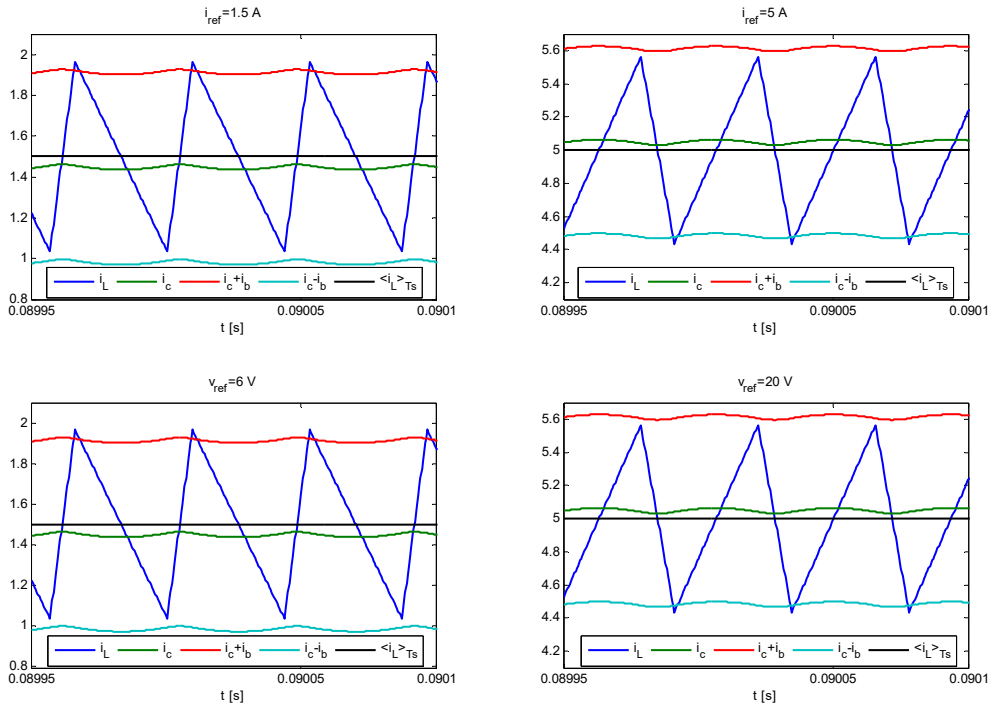 i_ref=1.5 A
2
1.8
1.6
1.4
1.2
1
0.8
i_L i_c i_c+i_b i_c-i_b <i_L>_Ts
0.08995 0.09005 0.0901
t [s]
i_ref=5 A
5.6
5.4
5.2
5
4.8
4.6
4.4
4.2
i_L i_c i_c+i_b i_c-i_b <i_L>_Ts
0.08995 0.09005 0.0901
t [s]
v_ref=6 V
2
1.8
1.6
1.4
1.2
1
0.8
i_L i_c i_c+i_b i_c-i_b <i_L>_Ts
0.08995 0.09005 0.0901
t [s]
v_ref=20 V
5.6
5.4
5.2
5
4.8
4.6
4.4
4.2
i_L i_c i_c+i_b i_c-i_b <i_L>_Ts
0.08995 0.09005 0.0901
t [s]